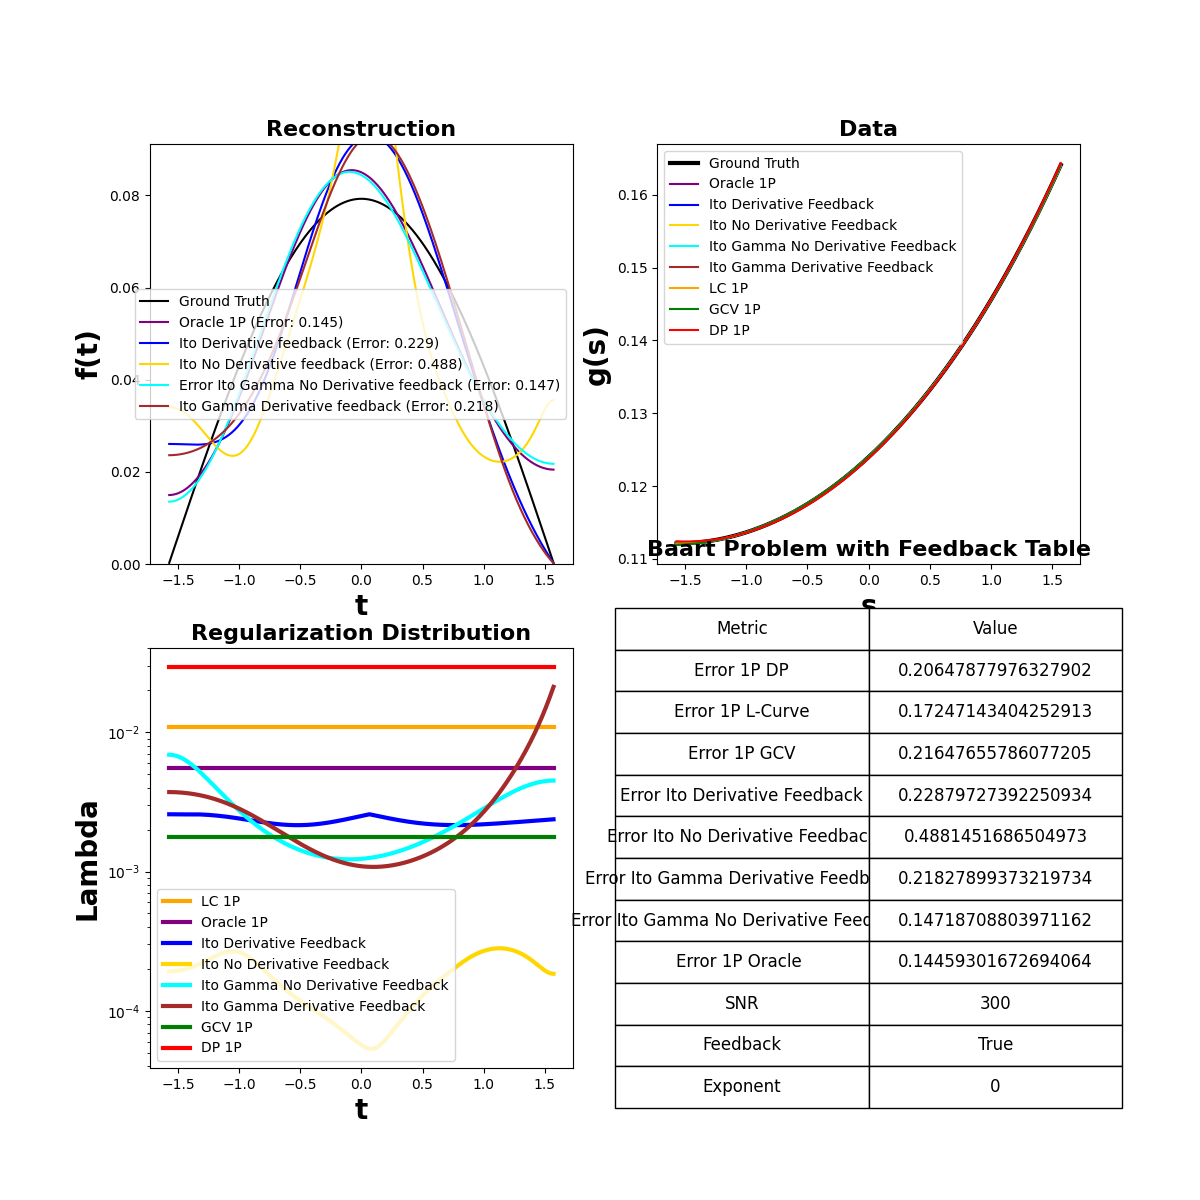 Reconstruction
f(t)
0.08
0.06
0.04
0.02
0.00
Ground Truth
Oracle 1P (Error: 0.145)
Ito Derivative feedback (Error: 0.229)
Ito No Derivative feedback (Error: 0.488)
Error Ito Gamma No Derivative feedback (Error: 0.147)
Ito Gamma Derivative feedback (Error: 0.218)
−1.5 −1.0 −0.5 0.0 0.5 1.0 1.5
t
Data
g(s)
0.16
0.15
0.14
0.13
0.12
0.11
Ground Truth
Oracle 1P
Ito Derivative Feedback
Ito No Derivative Feedback
Ito Gamma No Derivative Feedback
Ito Gamma Derivative Feedback
LC 1P
GCV 1P
DP 1P
−1.5 −1.0 −0.5 0.0 0.5 1.0 1.5
s
Regularization Distribution
Lambda
10−2
10−3
10−4
LC 1P
Oracle 1P
Ito Derivative Feedback
Ito No Derivative Feedback
Ito Gamma No Derivative Feedback
Ito Gamma Derivative Feedback
GCV 1P
DP 1P
−1.5 −1.0 −0.5 0.0 0.5 1.0 1.5
t
Baart Problem with Feedback Table
Metric Value
Error 1P DP 0.20647877976327902
Error 1P L-Curve 0.17247143404252913
Error 1P GCV 0.21647655786077205
Error Ito Derivative Feedback 0.22879727392250934
Error Ito No Derivative Feedbac 0.4881451686504973
Error Ito Gamma Derivative Feedb 0.21827899373219734
Error Ito Gamma No Derivative Feed 0.14718708803971162
Error 1P Oracle 0.14459301672694064
SNR 300
Feedback True
Exponent 0